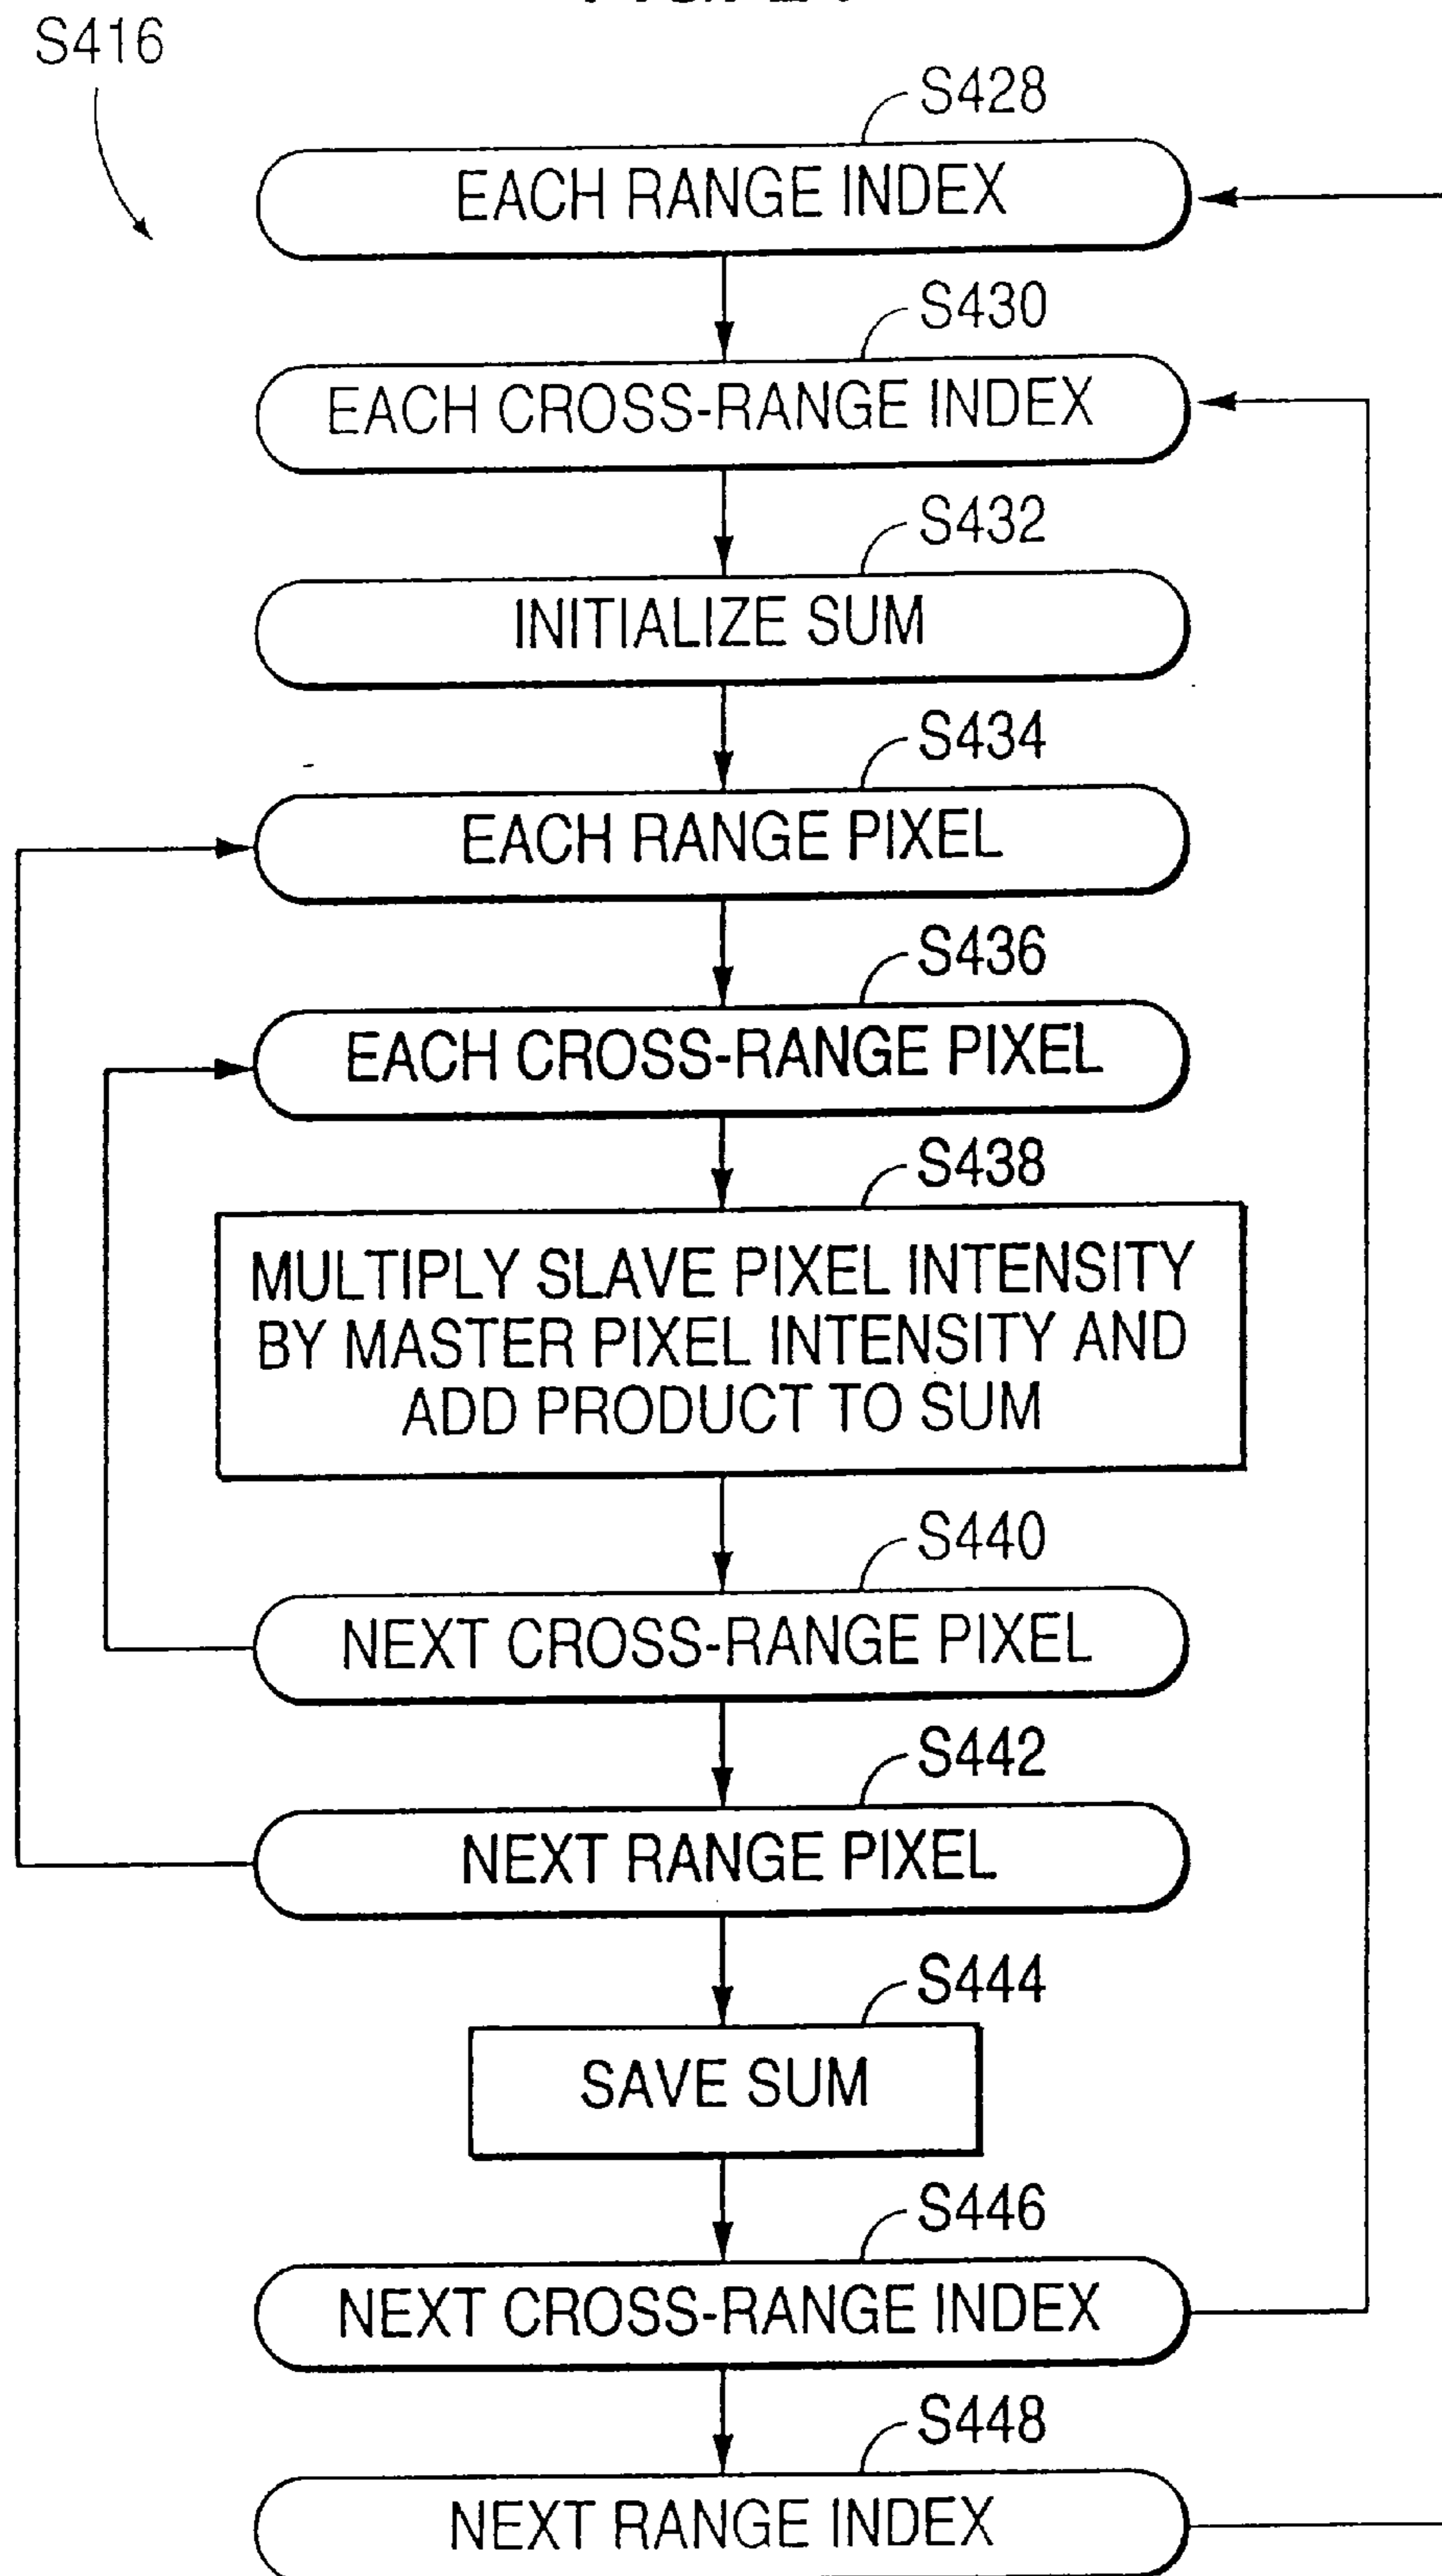 S416
S428
EACH RANGE INDEX
S430
EACH CROSS-RANGE INDEX
S432
INITIALIZE SUM
S434
EACH RANGE PIXEL
S436
EACH CROSS-RANGE PIXEL
S438
MULTIPLY SLAVE PIXEL INTENSITY
BY MASTER PIXEL INTENSITY AND
ADD PRODUCT TO SUM
S440
NEXT CROSS-RANGE PIXEL
S442
NEXT RANGE PIXEL
S444
SAVE SUM
S446
NEXT CROSS-RANGE INDEX
S448
NEXT RANGE INDEX